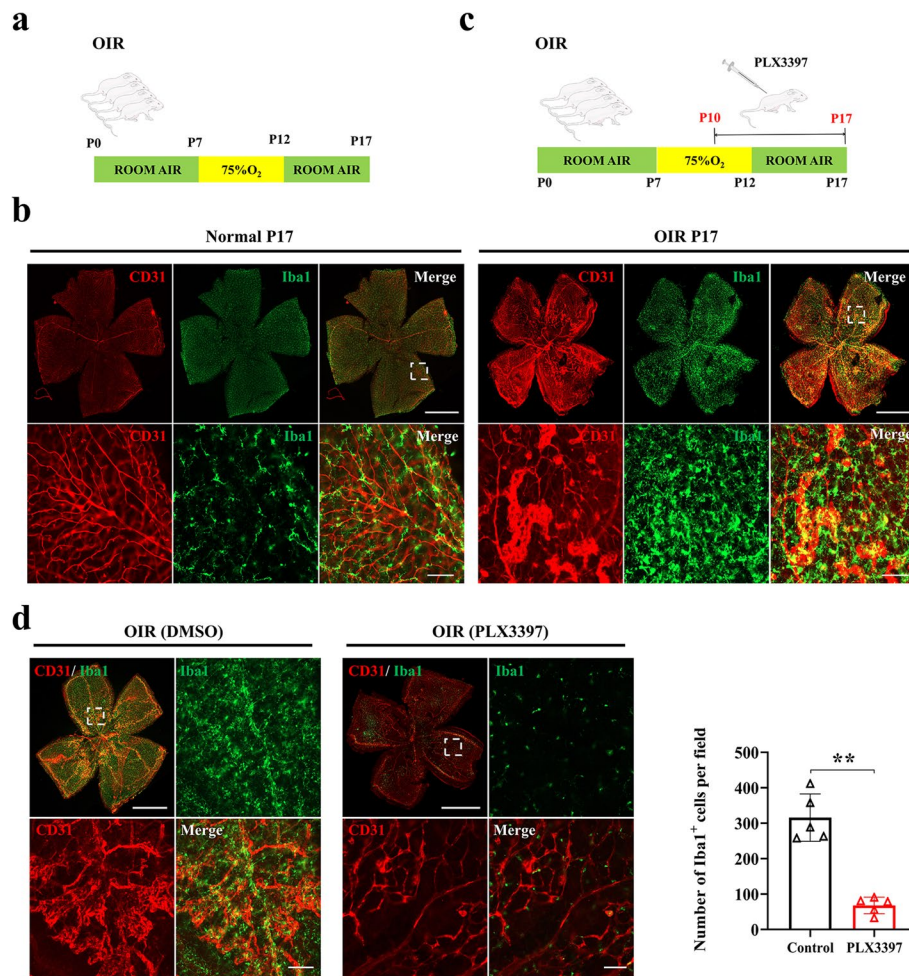 a
OIR
P0 P7 P12 P17
ROOM AIR 75%O₂ ROOM AIR
c
OIR
PLX3397
P10 P17
ROOM AIR 75%O₂ ROOM AIR
P0 P7 P12 P17
b
Normal P17
CD31 Iba1 Merge
CD31 Iba1 Merge
OIR P17
CD31 Iba1 Merge
CD31 Iba1 Merge
d
OIR (DMSO)
CD31/ Iba1 Iba1
CD31 Merge
OIR (PLX3397)
CD31/ Iba1 Iba1
CD31 Merge
Number of Iba1⁺ cells per field
500
400
300
200
100
0
**
Control PLX3397